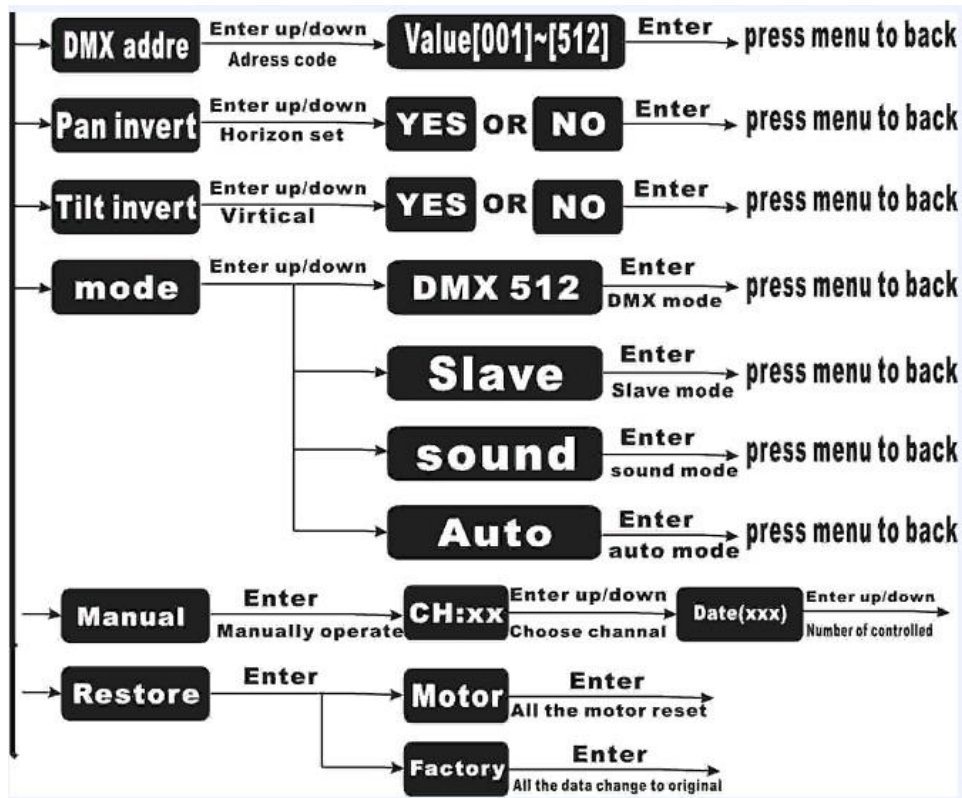 DMX addre Enter up/down Value[001]~[512] Enter press menu to back
Adress code
Pan invert Enter up/down YES OR NO Enter press menu to back
Horizon set
Tilt invert Enter up/down YES OR NO Enter press menu to back
Virtical
mode Enter up/down DMX 512 Enter press menu to back
DMX mode
Slave Enter press menu to back
Slave mode
sound Enter press menu to back
sound mode
Auto Enter press menu to back
auto mode
Manual Enter CH:xx Enter up/down Date(xxx) Enter up/down
Manually operate Choose channal Number of controlled
Restore Enter Motor Enter
All the motor reset
Factory Enter
All the data change to original